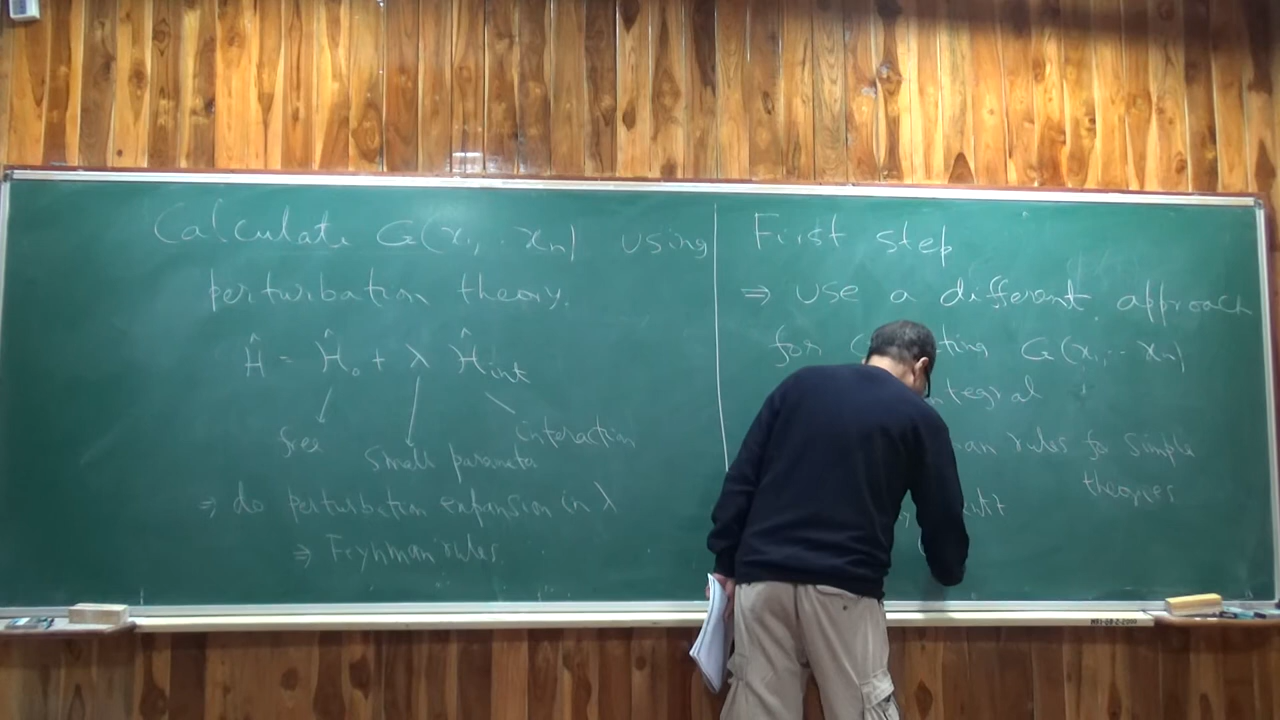 Calculate G(x₁, .. xₙ) using
perturbation theory.
Ĥ = Ĥ₀ + λ Ĥint
free
small parameter
interaction
⇒ do perturbation expansion in λ
⇒ Feynman rules.
First step
⇒ use a different approach
for G(x₁, .. xₙ)
rules for simple
theories